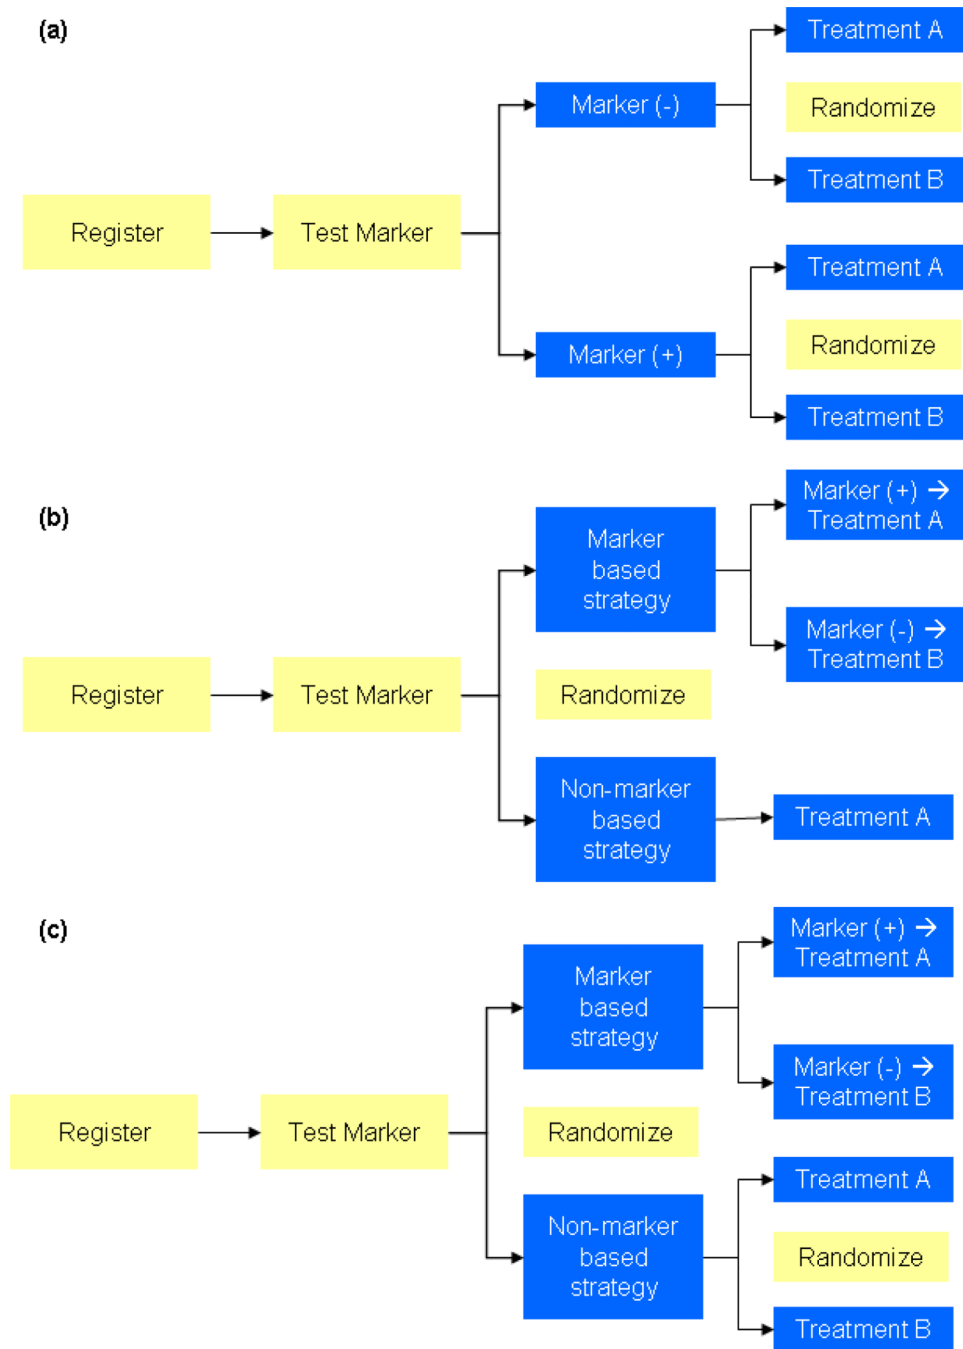 (a)
Treatment A
Marker (-)
Randomize
Treatment B
Register
Test Marker
Treatment A
Marker (+)
Randomize
Treatment B
(b)
Marker (+) →
Treatment A
Marker
based
strategy
Marker (-) →
Treatment B
Register
Test Marker
Randomize
Non-marker
based
strategy
Treatment A
(c)
Marker (+) →
Treatment A
Marker
based
strategy
Marker (-) →
Treatment B
Register
Test Marker
Randomize
Treatment A
Non-marker
based
strategy
Randomize
Treatment B